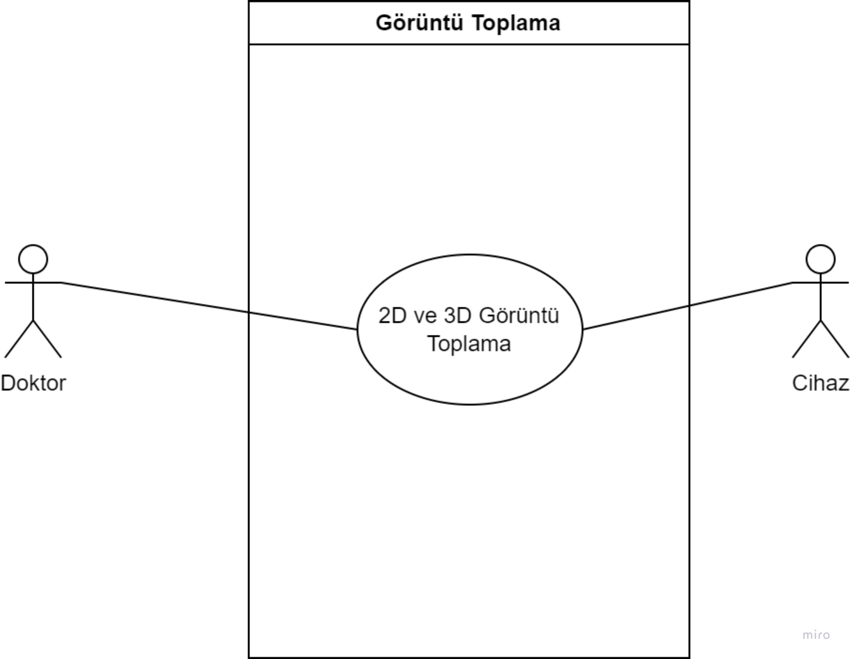 Görüntü Toplama
2D ve 3D Görüntü
Toplama
Doktor
Cihaz
miro